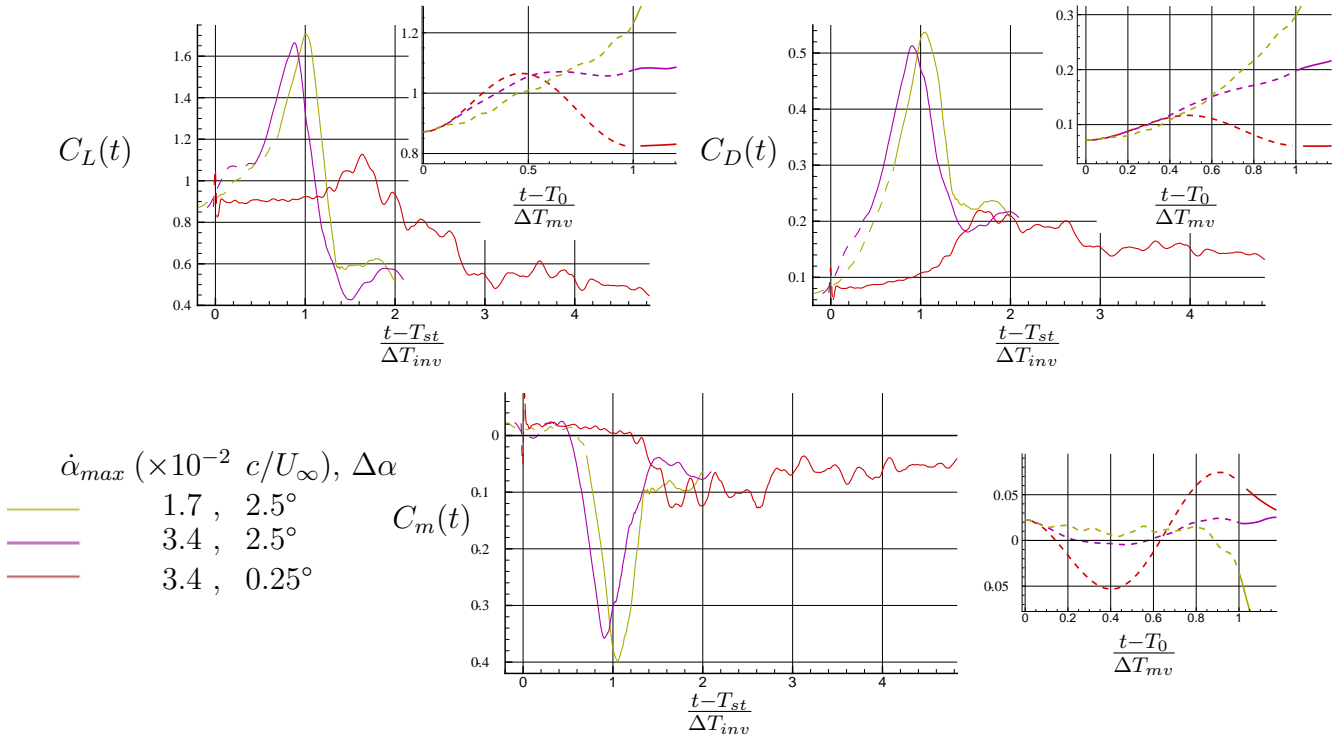 0.3
1.6
1.2
0.5
1.4
0.2
1
0.4
1.2
C_L(t)
C_D(t)
0.1
0.8
0.3
1
0.5
1
0 0.2 0.4 0.6 0.8 1
0.8
t−T_0
ΔT_mv
0.2
t−T_0
ΔT_mv
0.6
0.1
0.4
0 1 2 3 4
0 1 2 3 4
t−T_st
ΔT_inv
t−T_st
ΔT_inv
0
α̇_max (×10⁻² c/U_∞), Δα
1.7 , 2.5°
3.4 , 2.5°
3.4 , 0.25°
0.1
C_m(t)
0.2
0.3
0.4
0.05
0
0.05
0 0.2 0.4 0.6 0.8 1
t−T_0
ΔT_mv
0 1 2 3 4
t−T_st
ΔT_inv